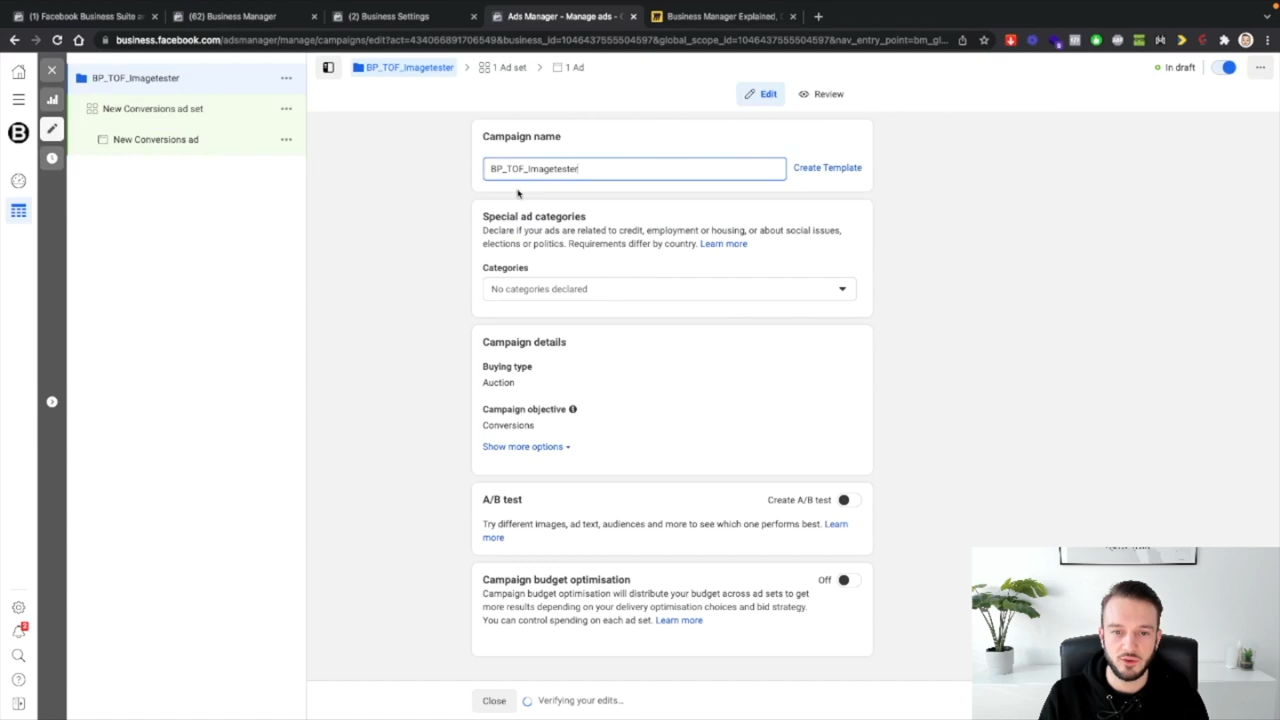 (1) Facebook Business Suite a
(62) Business Manager
(2) Business Settings
Ads Manager - Manage ads - C
Business Manager Explained,
business.facebook.com/adsmanager/manage/campaigns/edit?act=434066891706549&business_id=1046437555504597&global_scope_id=1046437555504597&nav_entry_point=bm_gl...
BP_TOF_Imagetester
New Conversions ad set
New Conversions ad
BP_TOF_Imagetester
1 Ad set
1 Ad
In draft
Edit
Review
Campaign name
BP_TOF_Imagetester
Create Template
Special ad categories
Declare if your ads are related to credit, employment or housing, or about social issues,
elections or politics. Requirements differ by country. Learn more
Categories
No categories declared
Campaign details
Buying type
Auction
Campaign objective
Conversions
Show more options
A/B test
Create A/B test
Try different images, ad text, audiences and more to see which one performs best. Learn
more
Campaign budget optimisation
Off
Campaign budget optimisation will distribute your budget across ad sets to get
more results depending on your delivery optimisation choices and bid strategy.
You can control spending on each ad set. Learn more
Close
Verifying your edits...